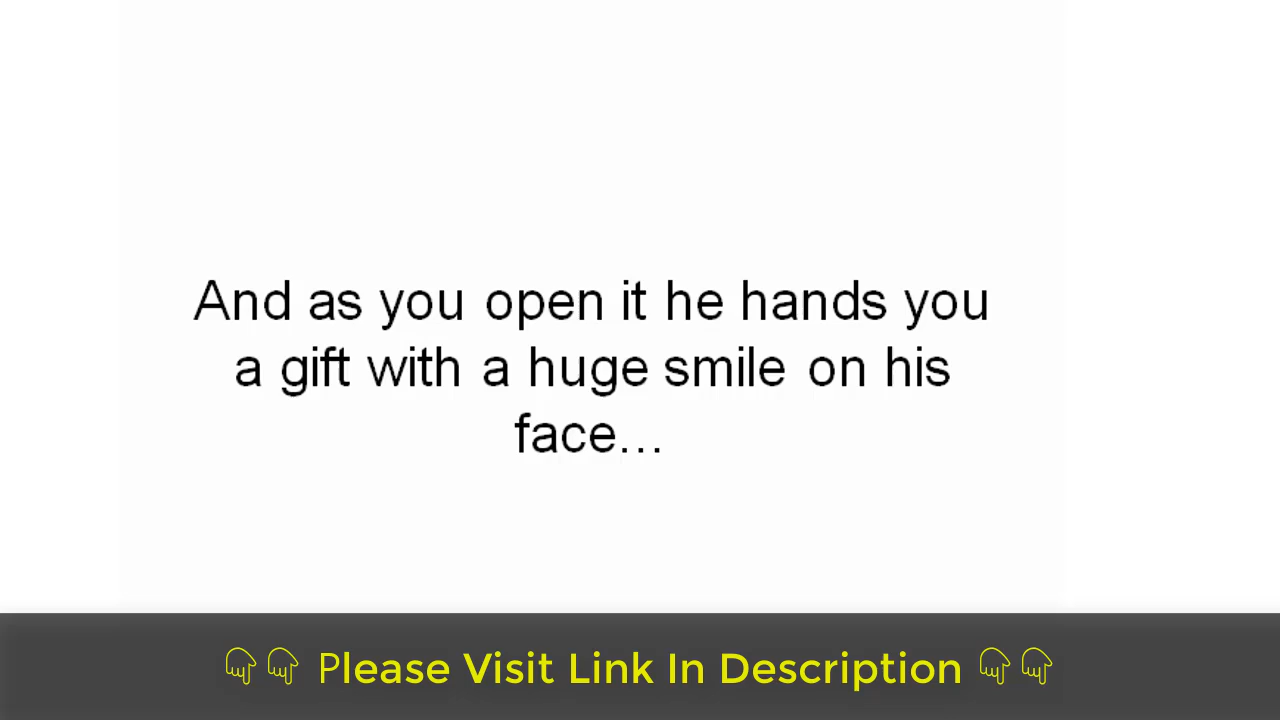 And as you open it he hands you
a gift with a huge smile on his
face...
👇👇 Please Visit Link In Description 👇👇